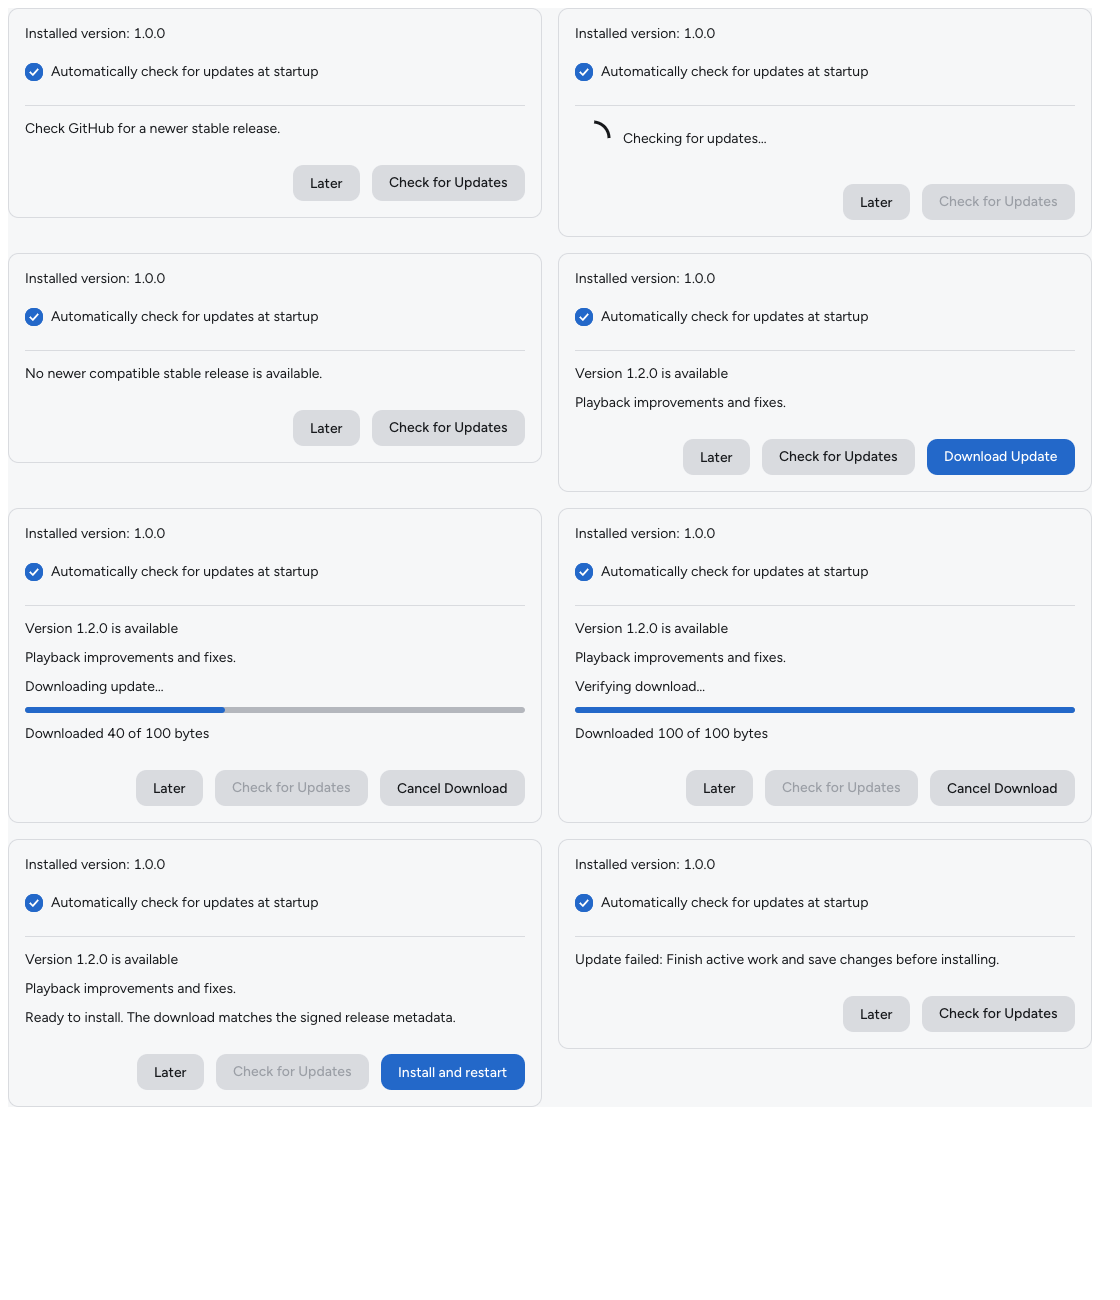 Installed version: 1.0.0
Automatically check for updates at startup
Check GitHub for a newer stable release.
Later
Check for Updates
Installed version: 1.0.0
Automatically check for updates at startup
Checking for updates...
Later
Check for Updates
Installed version: 1.0.0
Automatically check for updates at startup
No newer compatible stable release is available.
Later
Check for Updates
Installed version: 1.0.0
Automatically check for updates at startup
Version 1.2.0 is available
Playback improvements and fixes.
Later
Check for Updates
Download Update
Installed version: 1.0.0
Automatically check for updates at startup
Version 1.2.0 is available
Playback improvements and fixes.
Downloading update...
Downloaded 40 of 100 bytes
Later
Check for Updates
Cancel Download
Installed version: 1.0.0
Automatically check for updates at startup
Version 1.2.0 is available
Playback improvements and fixes.
Verifying download...
Downloaded 100 of 100 bytes
Later
Check for Updates
Cancel Download
Installed version: 1.0.0
Automatically check for updates at startup
Version 1.2.0 is available
Playback improvements and fixes.
Ready to install. The download matches the signed release metadata.
Later
Check for Updates
Install and restart
Installed version: 1.0.0
Automatically check for updates at startup
Update failed: Finish active work and save changes before installing.
Later
Check for Updates